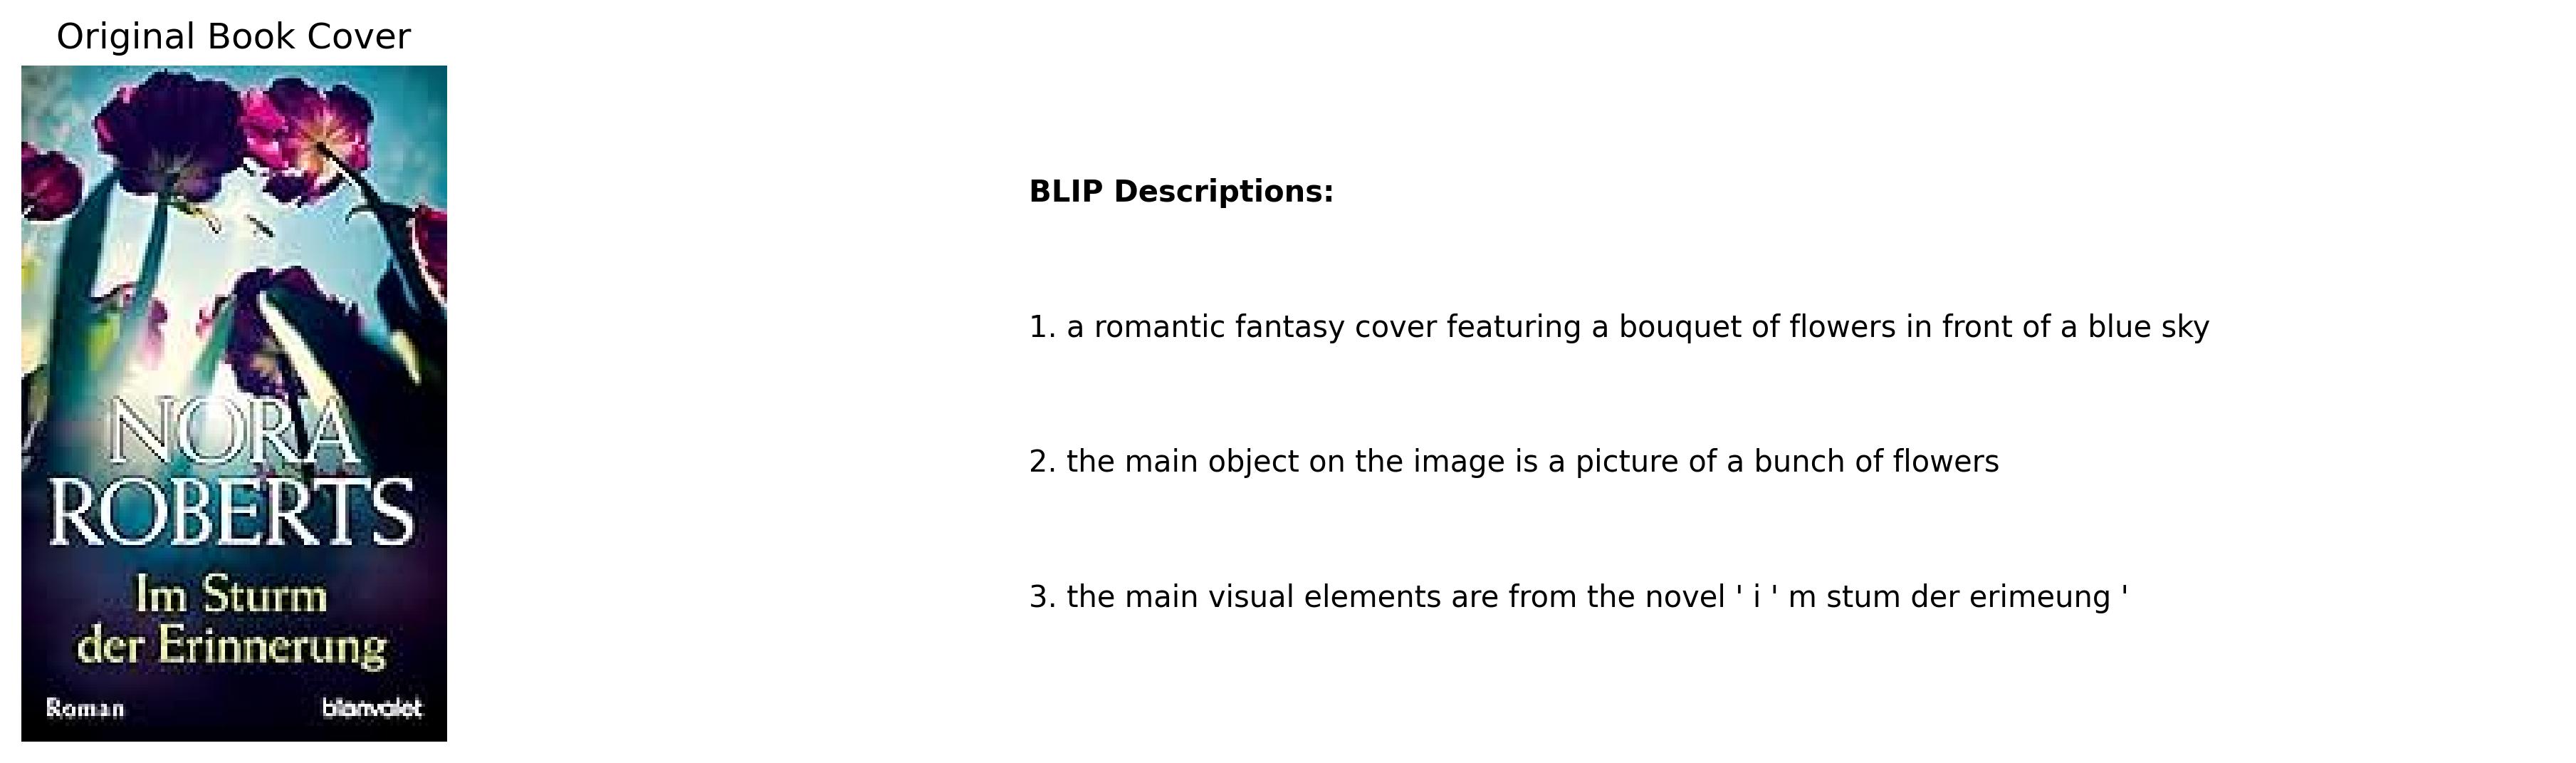 Original Book Cover
NORA
ROBERTS
Im Sturm
der Erinnerung
Roman
blanvalet
BLIP Descriptions:
1. a romantic fantasy cover featuring a bouquet of flowers in front of a blue sky
2. the main object on the image is a picture of a bunch of flowers
3. the main visual elements are from the novel ' i ' m stum der erimeung '